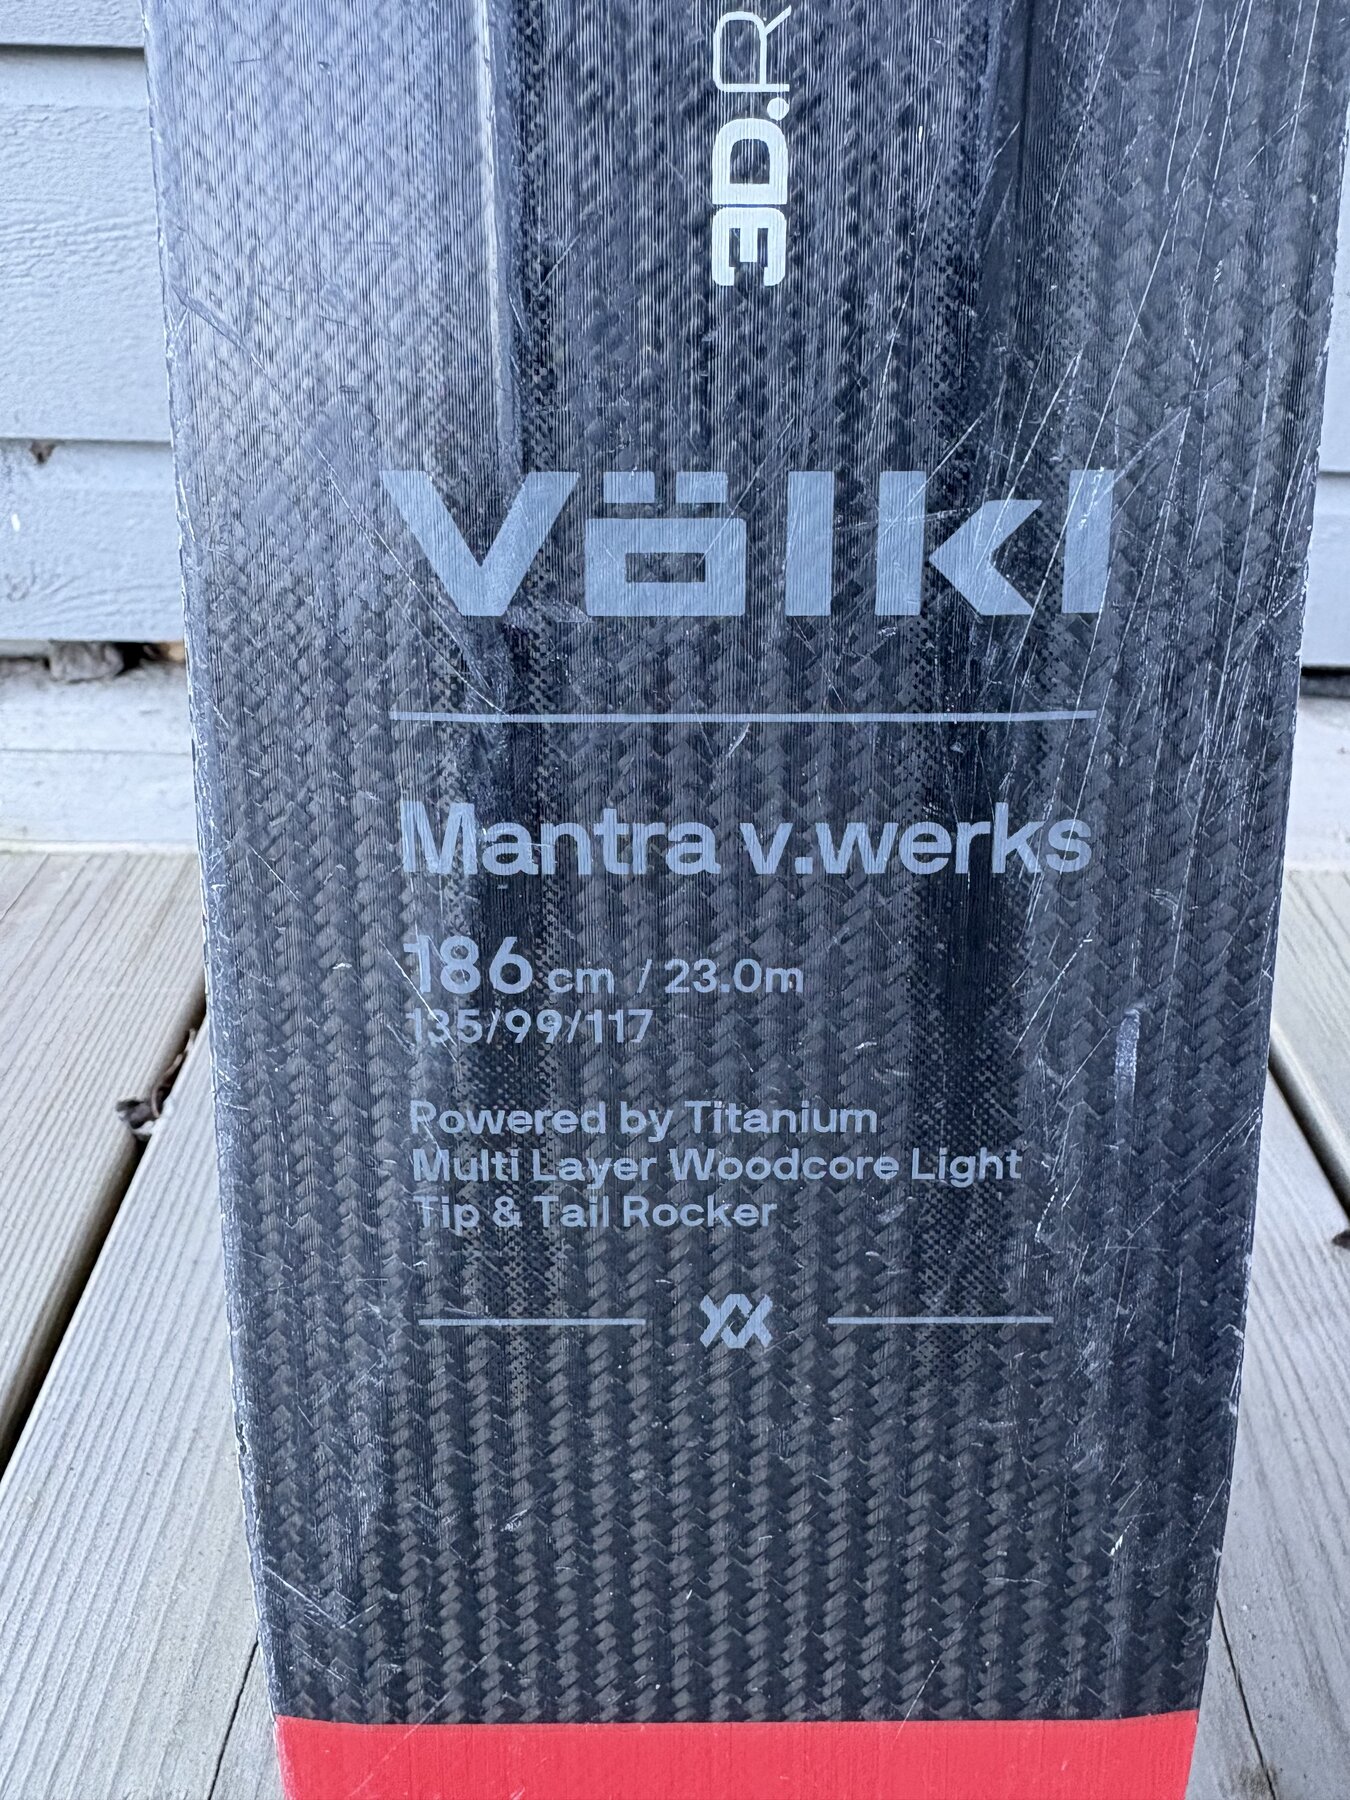 3D.R
Völkl
Mantra v.werks
186 cm / 23.0m
135/99/117
Powered by Titanium
Multi Layer Woodcore Light
Tip & Tail Rocker